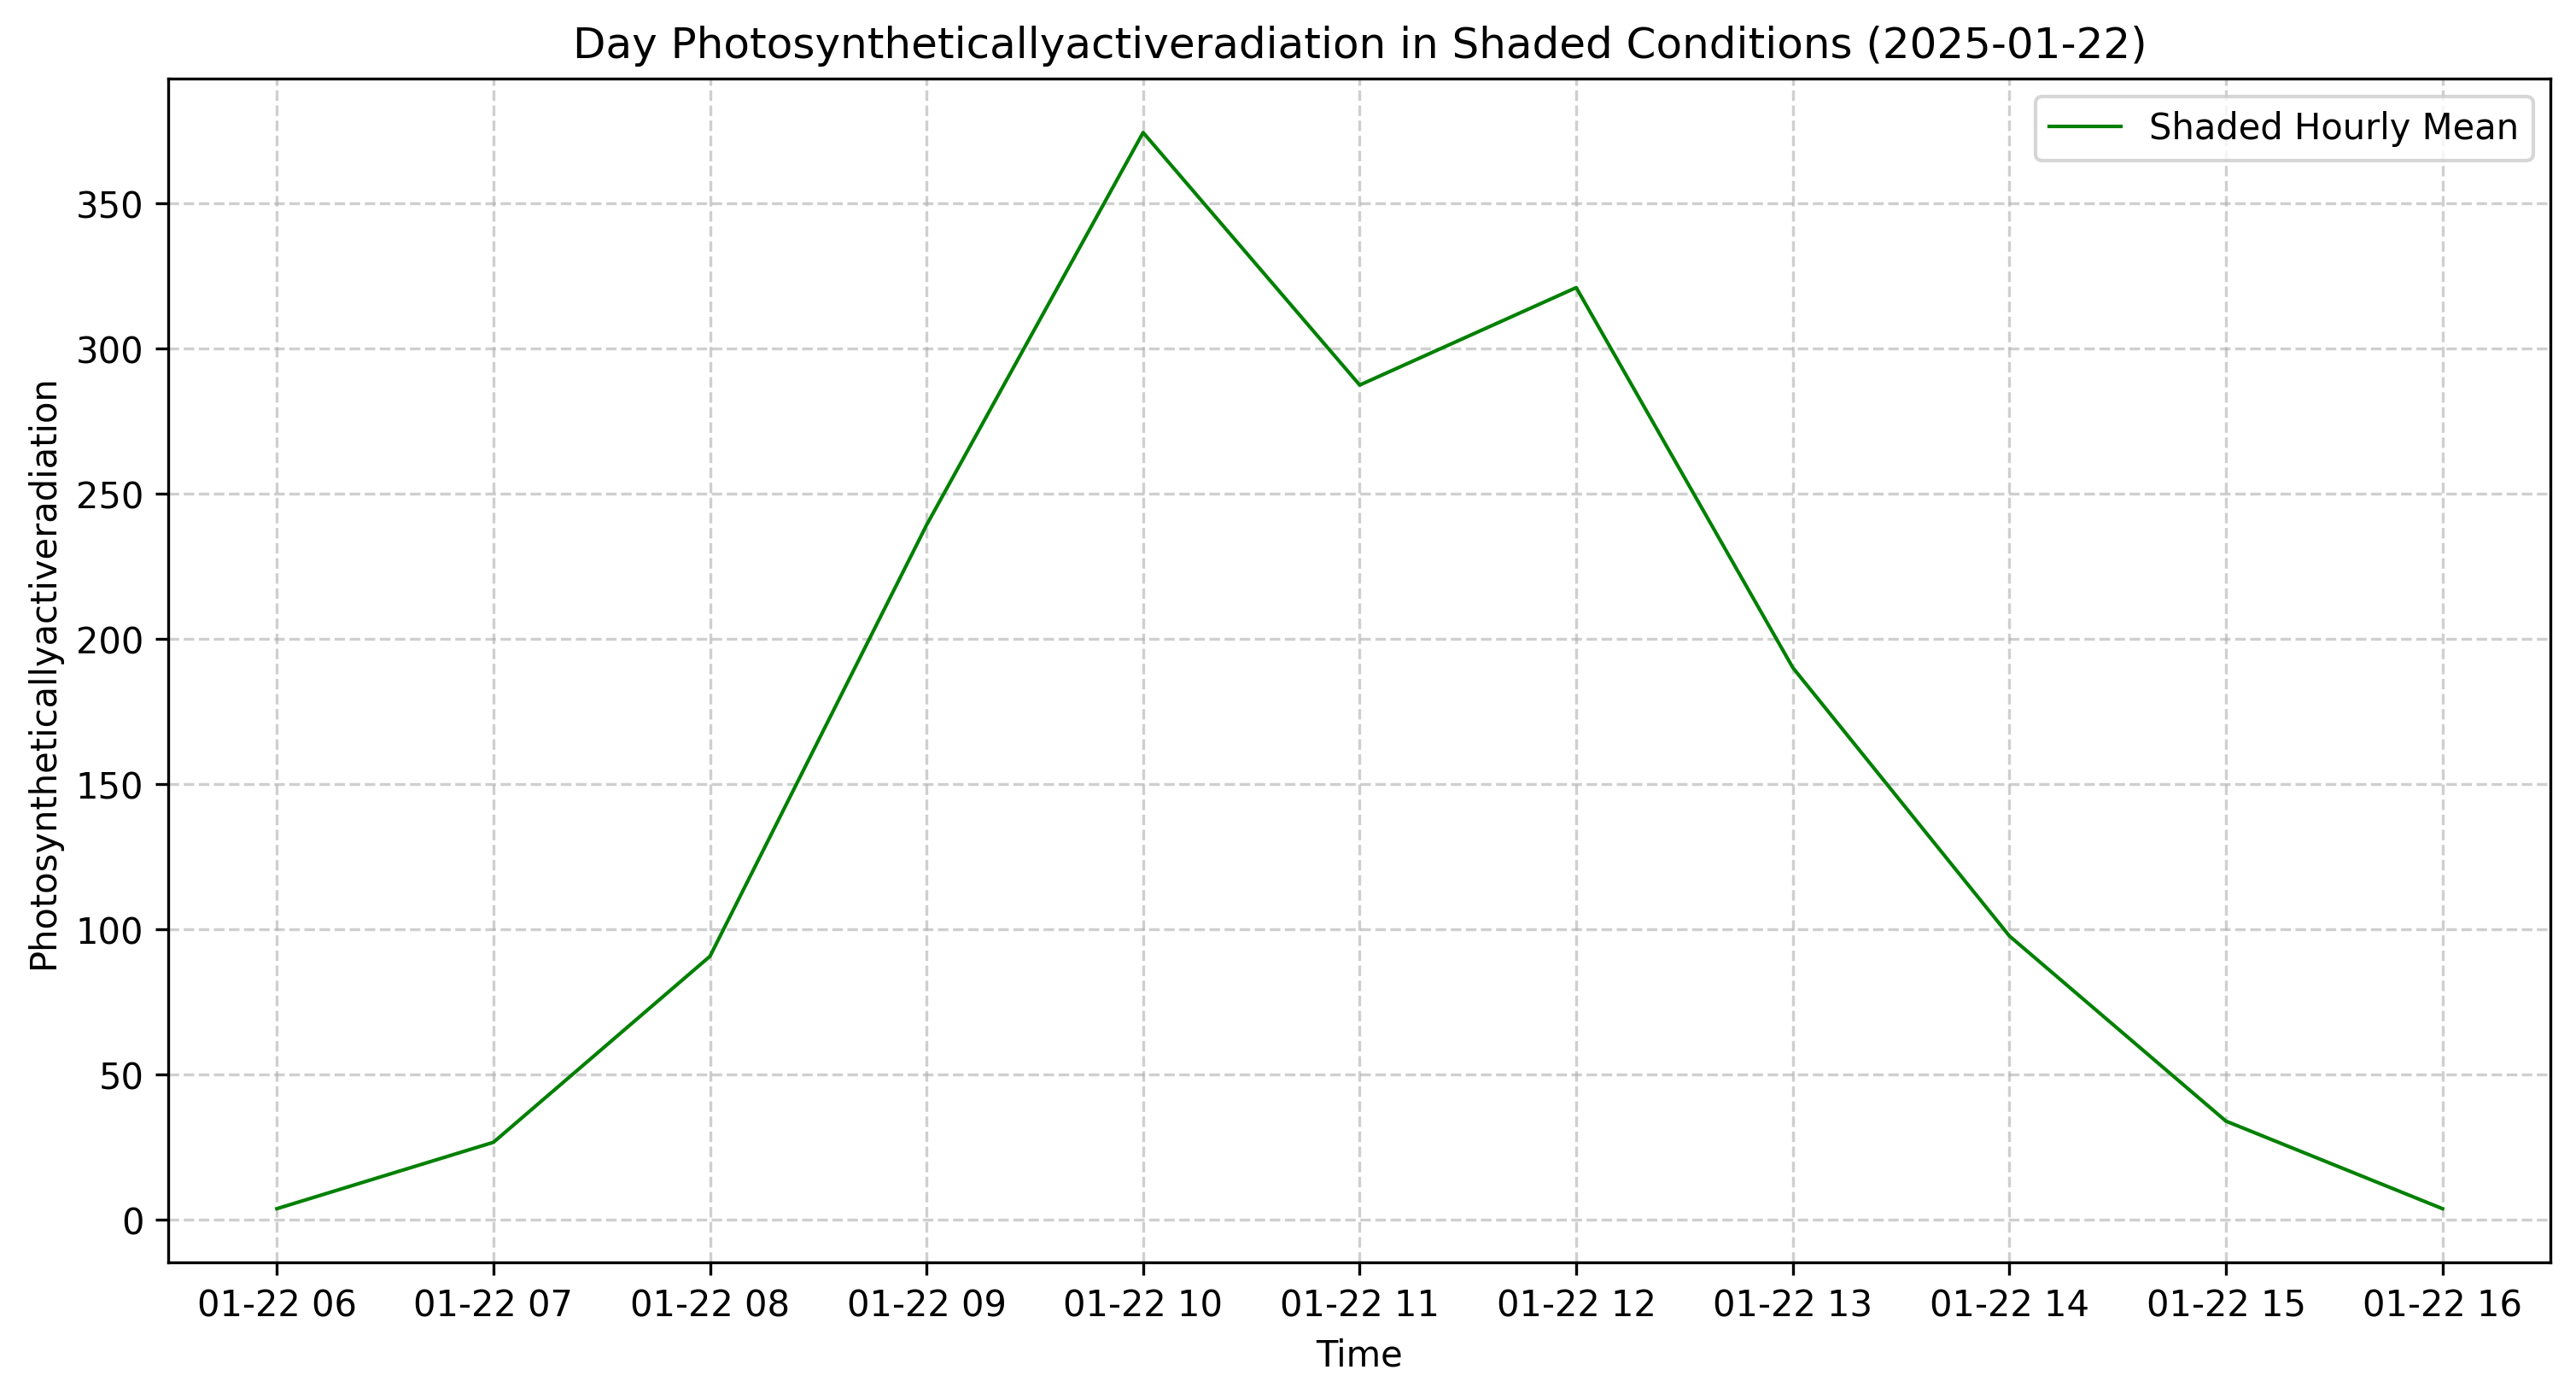 Day Photosyntheticallyactiveradiation in Shaded Conditions (2025-01-22)
Shaded Hourly Mean
Photosyntheticallyactiveradiation
350
300
250
200
150
100
50
0
01-22 06 01-22 07 01-22 08 01-22 09 01-22 10 01-22 11 01-22 12 01-22 13 01-22 14 01-22 15 01-22 16
Time